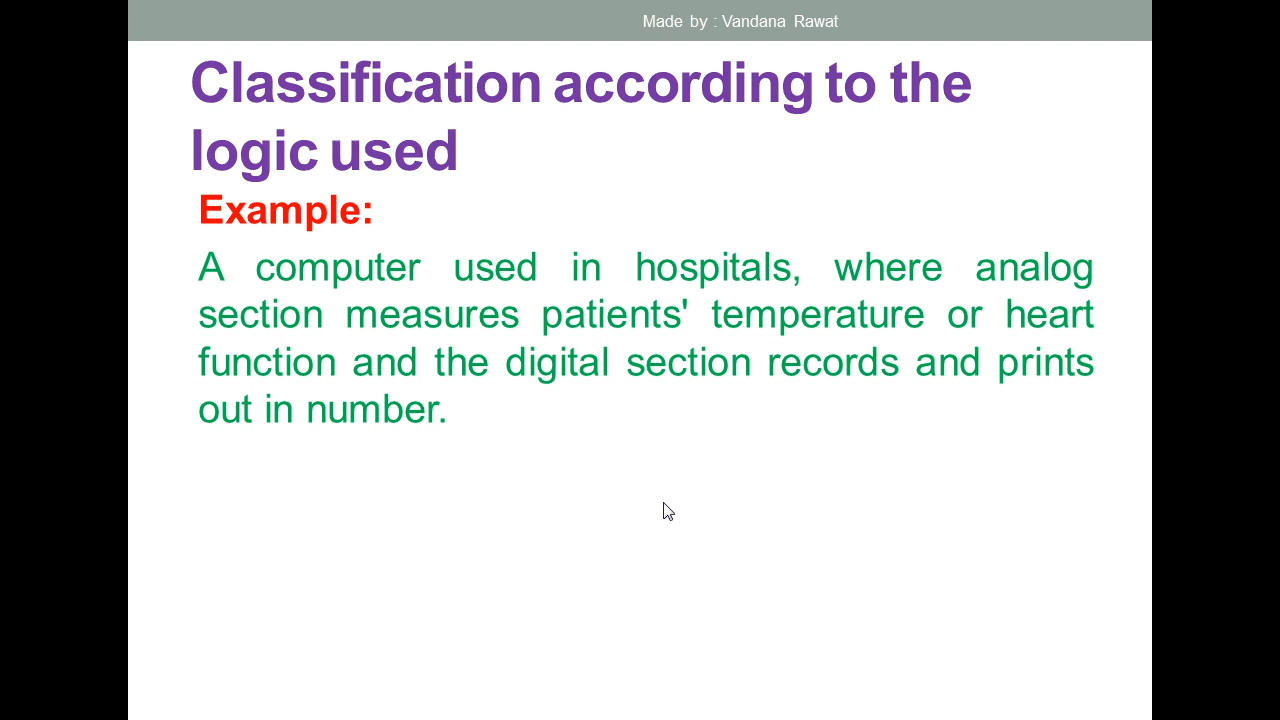 Made by : Vandana Rawat
Classification according to the
logic used
Example:
A computer used in hospitals, where analog
section measures patients' temperature or heart
function and the digital section records and prints
out in number.